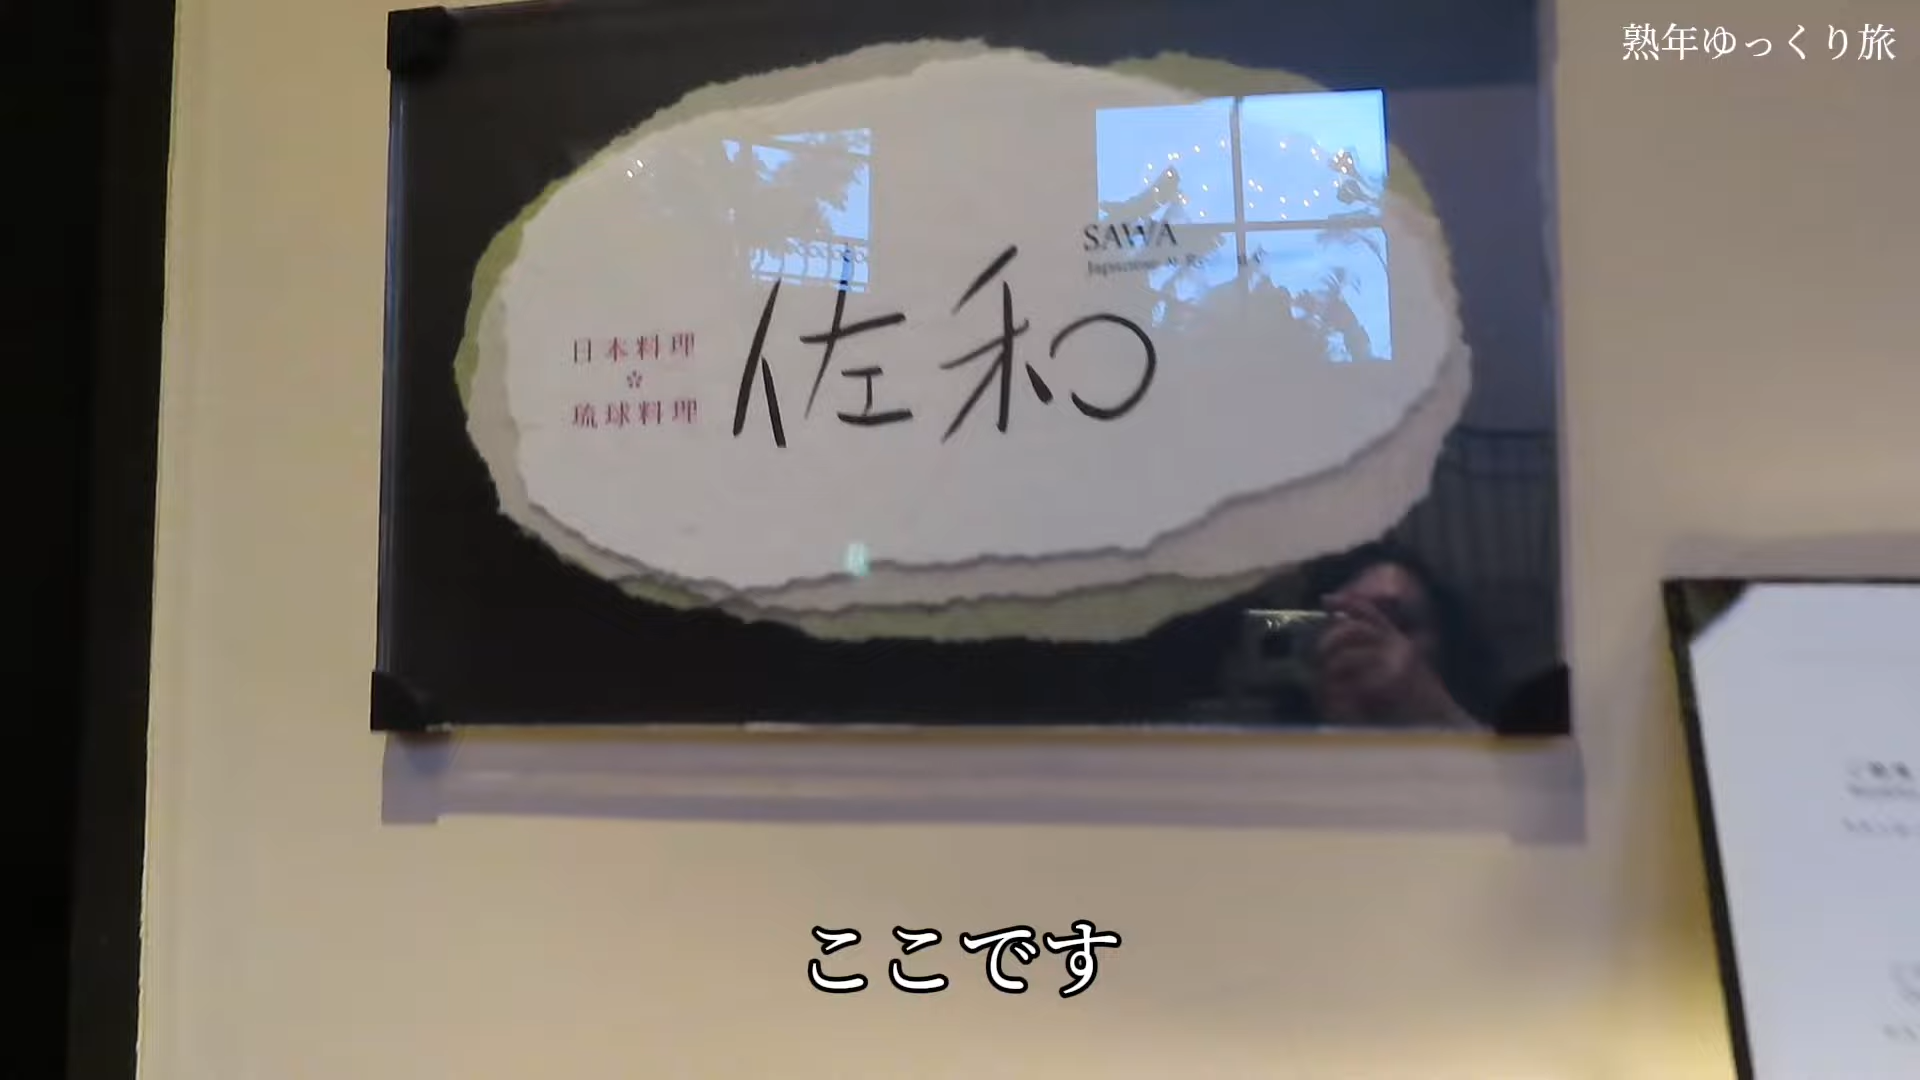 熟年ゆっくり旅
SAWA
日本料理
琉球料理
佐和
ここです